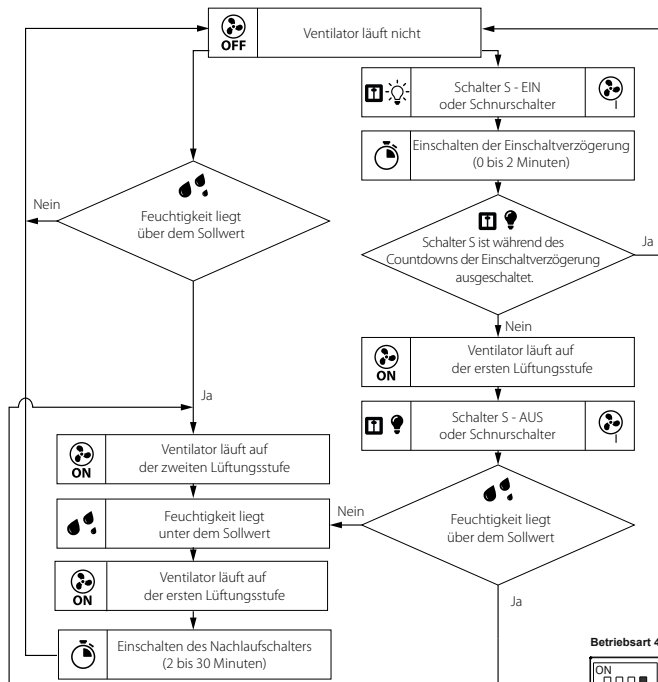 OFF
Ventilator läuft nicht
Schalter S - EIN
oder Schnurschalter
Einschalten der Einschaltverzögerung
(0 bis 2 Minuten)
Nein
Feuchtigkeit liegt
über dem Sollwert
Schalter S ist während des
Countdowns der Einschaltverzögerung
ausgeschaltet.
Ja
Nein
ON
Ventilator läuft auf
der ersten Lüftungsstufe
Ja
Schalter S - AUS
oder Schnurschalter
ON
Ventilator läuft auf
der zweiten Lüftungsstufe
Nein
Feuchtigkeit liegt
unter dem Sollwert
Feuchtigkeit liegt
über dem Sollwert
ON
Ventilator läuft auf
der ersten Lüftungsstufe
Ja
Einschalten des Nachlaufschalters
(2 bis 30 Minuten)
Betriebsart 4
ON